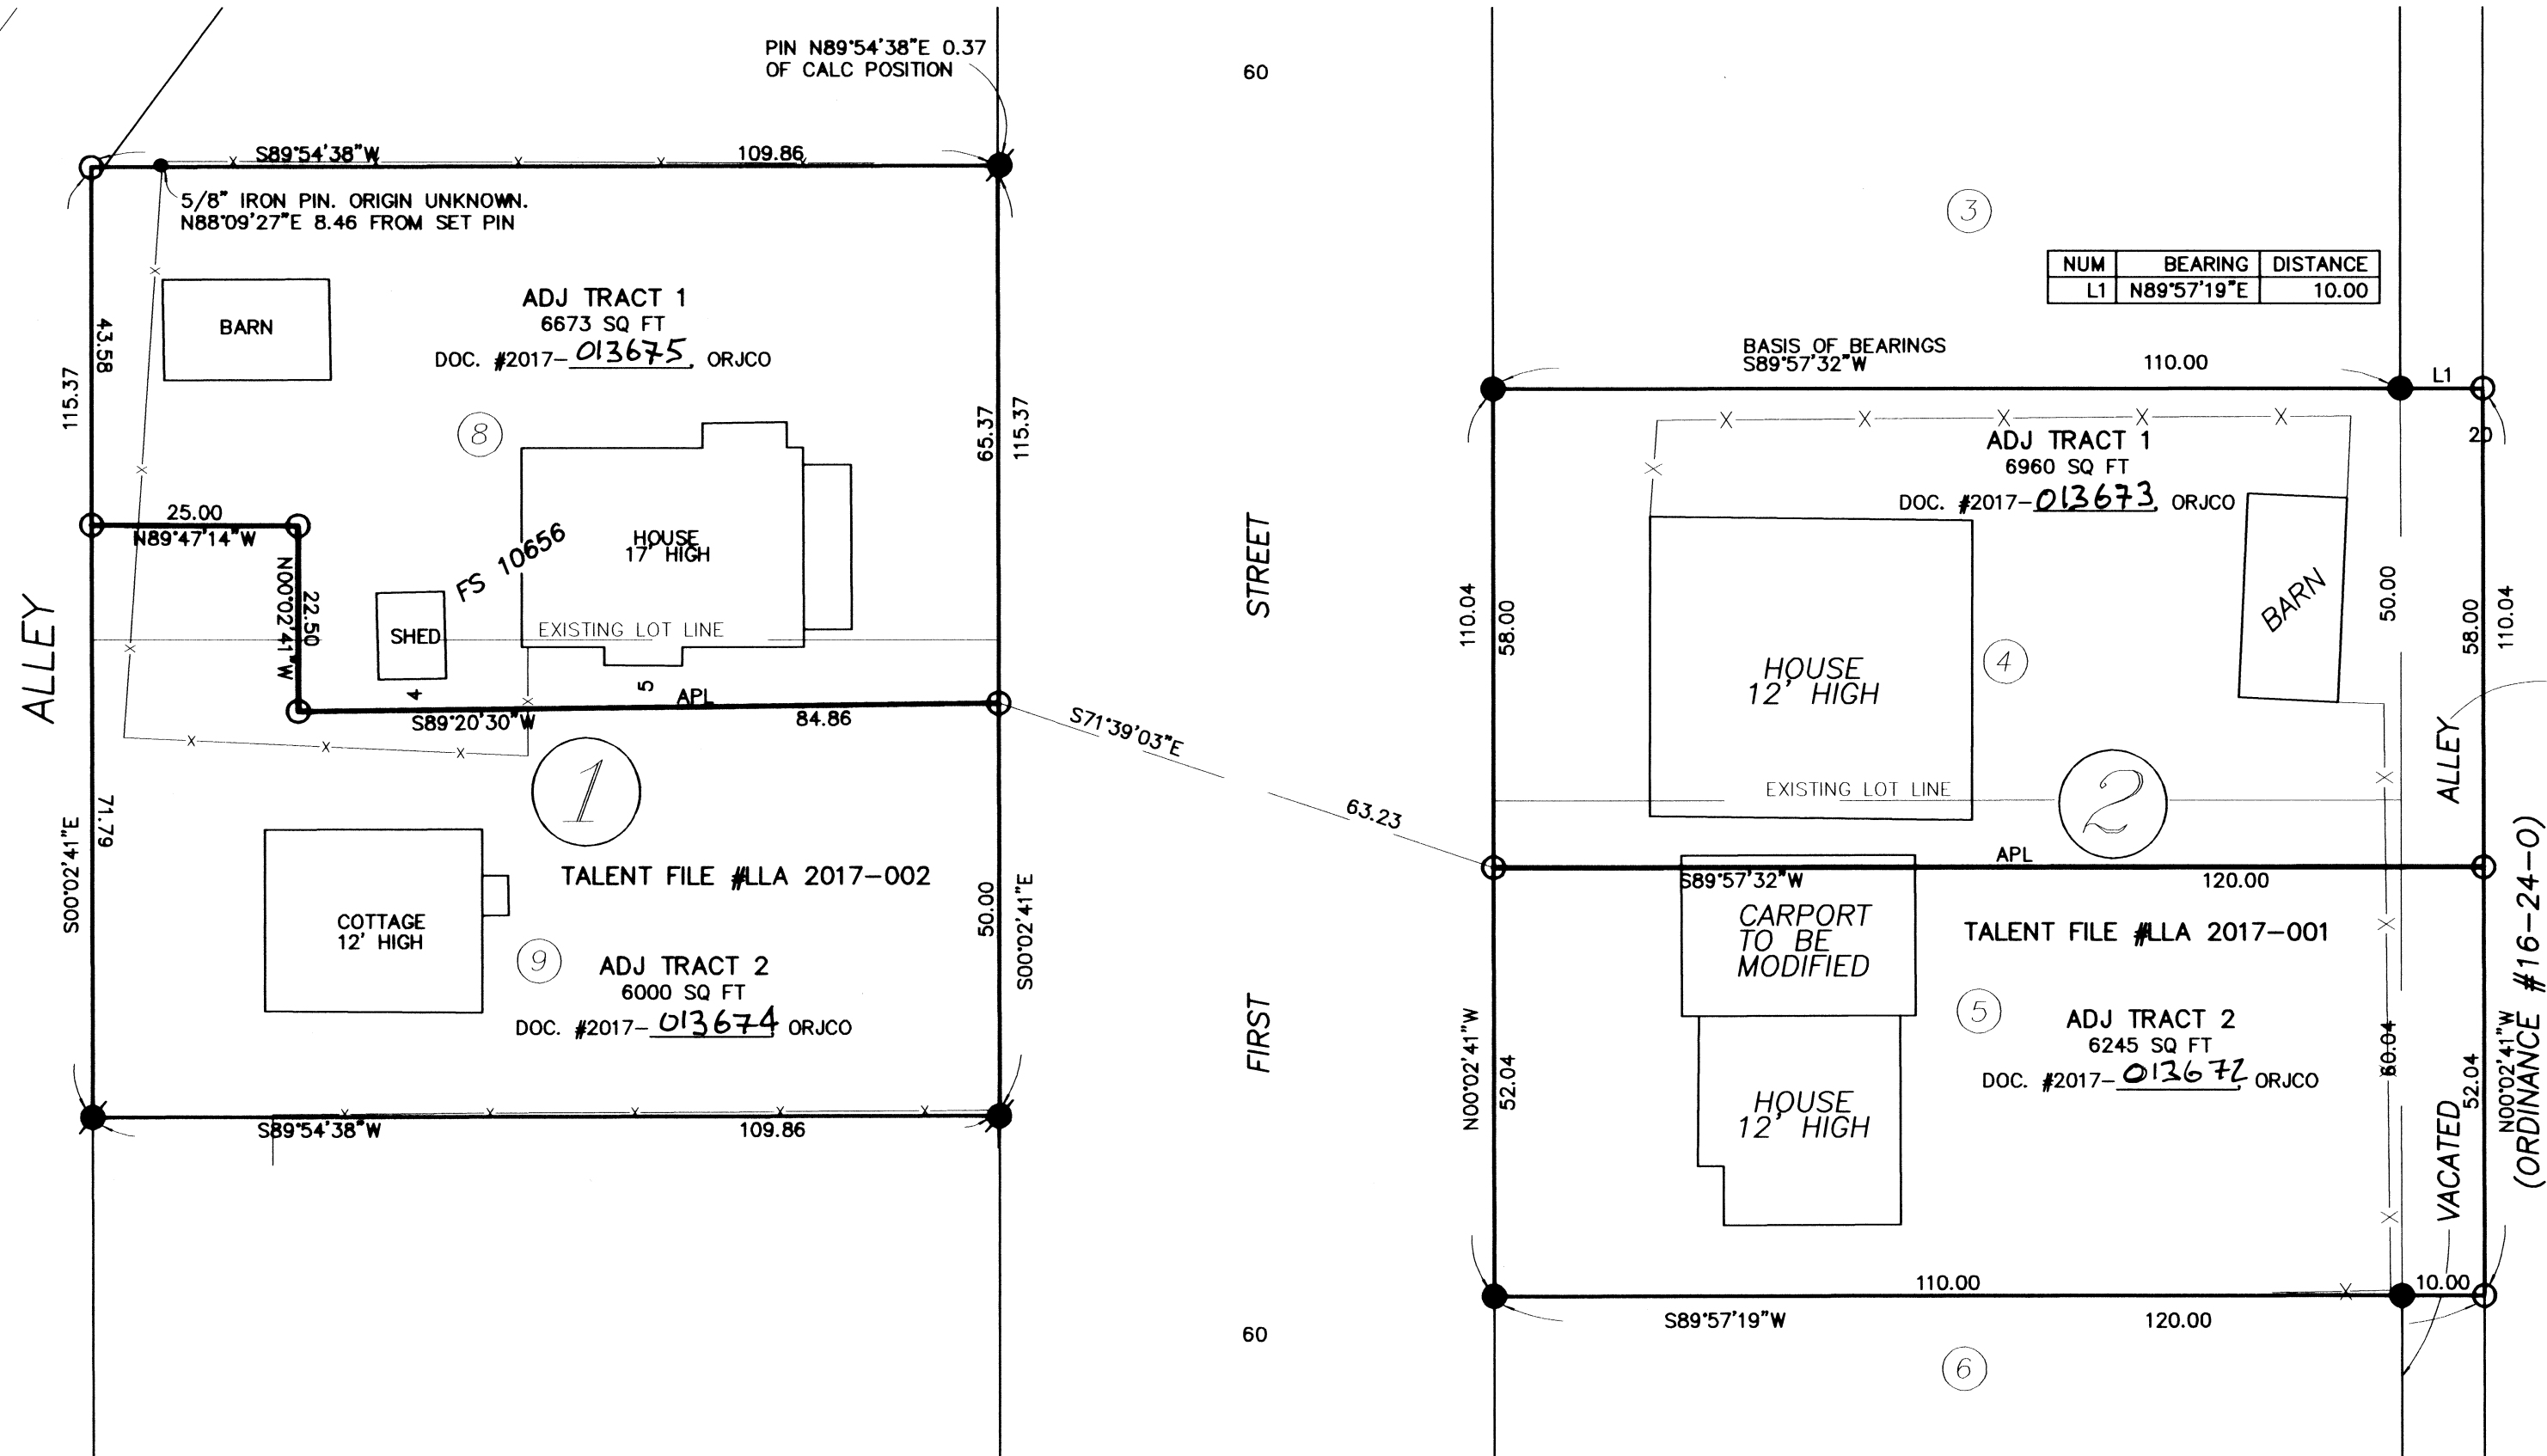 PIN N89°54'38"E 0.37
OF CALC POSITION
60
S89°54'38"W
109.86
5/8" IRON PIN. ORIGIN UNKNOWN.
N88°09'27"E 8.46 FROM SET PIN
3
NUM BEARING DISTANCE
L1 N89°57'19"E 10.00
BARN
ADJ TRACT 1
6673 SQ FT
DOC. #2017-013675, ORJCO
43.58
115.37
8
65.37
115.37
BASIS OF BEARINGS
S89°57'32"W
110.00
L1
20
ADJ TRACT 1
6960 SQ FT
DOC. #2017-013673, ORJCO
25.00
N89°47'14"W
N00°02'41"W
22.50
FS 10656
HOUSE
17' HIGH
SHED
EXISTING LOT LINE
4
5
APL
S89°20'30"W
84.86
ALLEY
STREET
S71°39'03"E
63.23
110.04
58.00
HOUSE
12' HIGH
4
BARN
50.00
58.00
110.04
ALLEY
EXISTING LOT LINE
2
1
71.79
S00°02'41"E
TALENT FILE #LLA 2017-002
COTTAGE
12' HIGH
9
ADJ TRACT 2
6000 SQ FT
DOC. #2017-013674 ORJCO
50.00
S00°02'41"E
S89°54'38"W
109.86
FIRST
60
APL
S89°57'32"W
120.00
CARPORT
TO BE
MODIFIED
TALENT FILE #LLA 2017-001
5
ADJ TRACT 2
6245 SQ FT
DOC. #2017-013672, ORJCO
N00°02'41"W
52.04
HOUSE
12' HIGH
60.04
52.04
N00°02'41"W
VACATED
(ORDINANCE #16-24-O)
110.00
10.00
S89°57'19"W
120.00
6